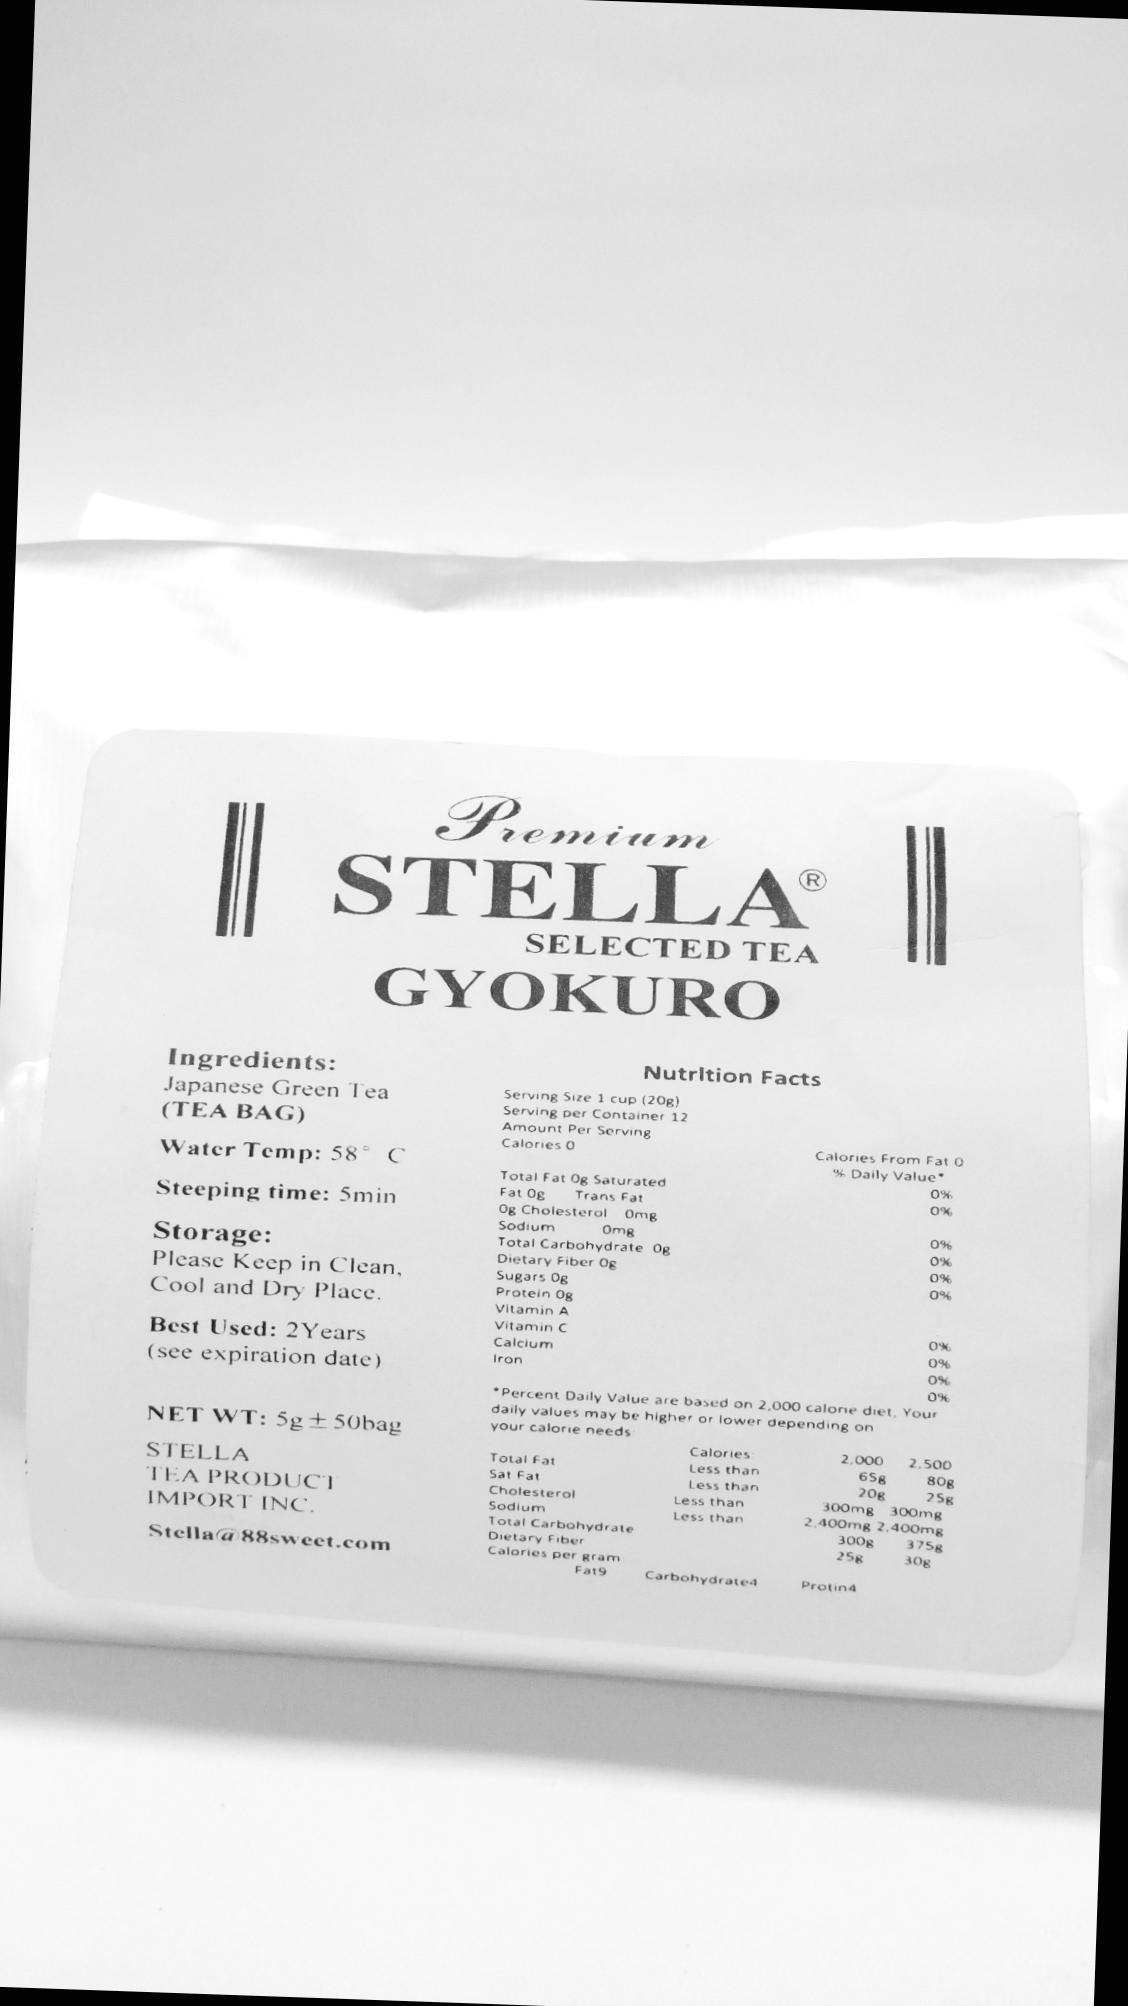 Premium
STELLA®
SELECTED TEA
GYOKURO
Ingredients:
Japanese Green Tea
(TEA BAG)
Water Temp: 58° C
Steeping time: 5min
Storage:
Please Keep in Clean,
Cool and Dry Place.
Best Used: 2Years
(see expiration date)
NET WT: 5g±50bag
STELLA
TEA PRODUCT
IMPORT INC.
Stella@88sweet.com
Nutrition Facts
Serving Size 1 cup (20g)
Serving per Container 12
Amount Per Serving
Calories 0 Calories From Fat 0
% Daily Value*
Total Fat 0g Saturated 0%
Fat 0g Trans Fat 0%
0g Cholesterol 0mg
Sodium 0mg 0%
Total Carbohydrate 0g 0%
Dietary Fiber 0g 0%
Sugars 0g 0%
Protein 0g
Vitamin A
Vitamin C 0%
Calcium 0%
Iron 0%
0%
*Percent Daily Value are based on 2,000 calorie diet. Your
daily values may be higher or lower depending on
your calorie needs
Calories 2,000 2,500
Total Fat Less than 65g 80g
Sat Fat Less than 20g 25g
Cholesterol Less than 300mg 300mg
Sodium Less than 2,400mg 2,400mg
Total Carbohydrate 300g 375g
Dietary Fiber 25g 30g
Calories per gram
Fat9 Carbohydrate4 Protin4